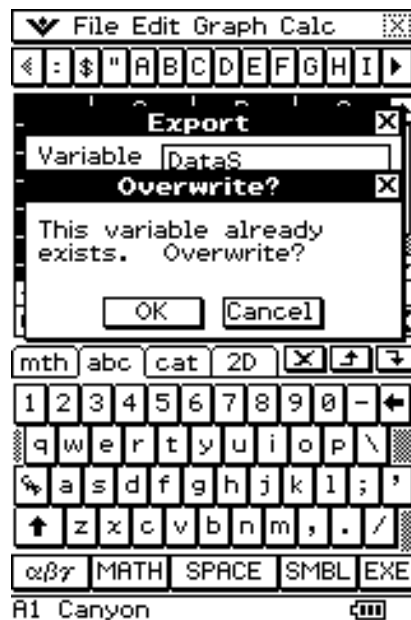 File Edit Graph Calc
: $ " A B C D E F G H I
Export
Variable DataS
Overwrite?
This variable already
exists. Overwrite?
OK Cancel
mth abc cat 2D
1 2 3 4 5 6 7 8 9 0 -
q w e r t y u i o p \
a s d f g h j k l ; '
z x c v b n m , . /
αβγ MATH SPACE SMBL EXE
A1 Canyon